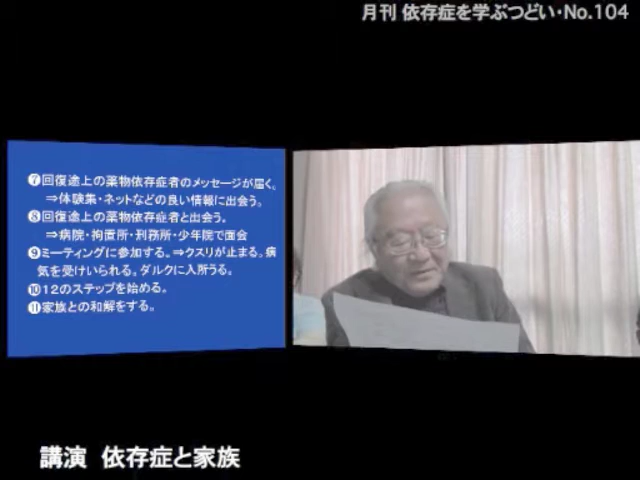 月刊 依存症を学ぶつどい・No.104
❼回復途上の薬物依存症者のメッセージが届く。
⇒体験集・ネットなどの良い情報に出会う。
❽回復途上の薬物依存症者と出会う。
⇒病院・拘置所・刑務所・少年院で面会
❾ミーティングに参加する。⇒クスリが止まる。病
気を受けいられる。ダルクに入所うる。
❿12のステップを始める。
⓫家族との和解をする。
講演 依存症と家族